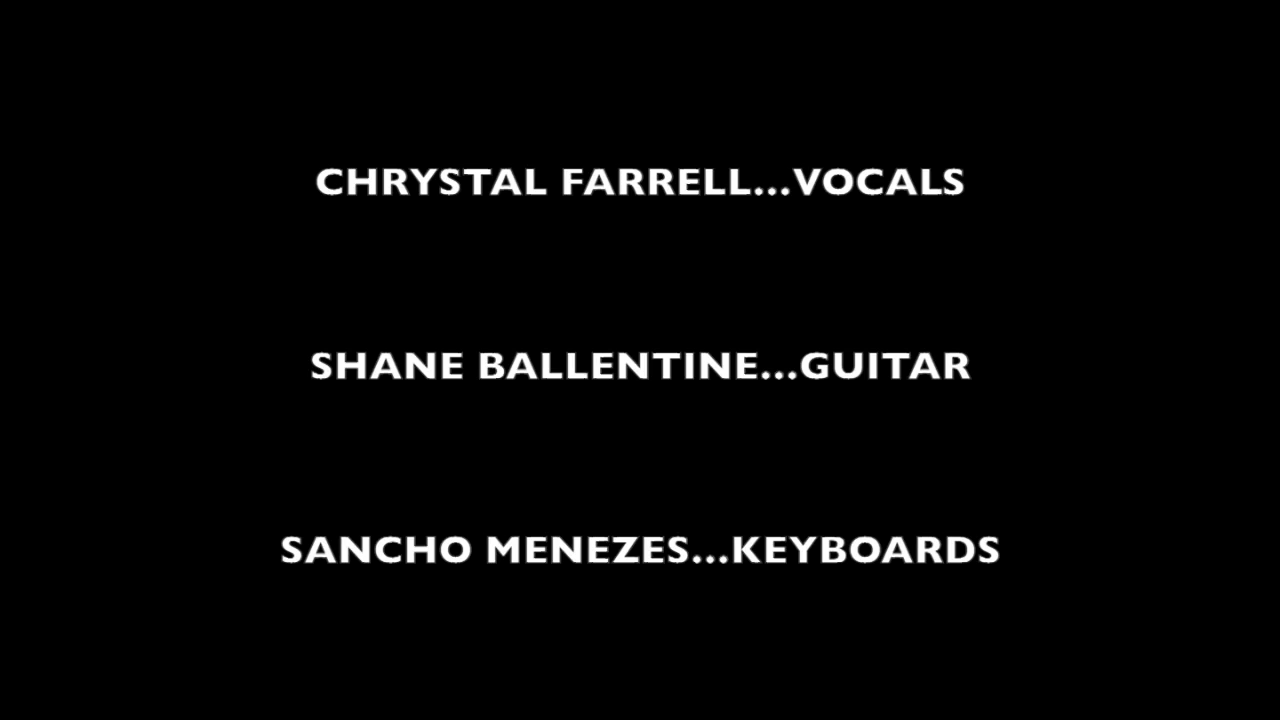 CHRYSTAL FARRELL...VOCALS
SHANE BALLENTINE...GUITAR
SANCHO MENEZES...KEYBOARDS